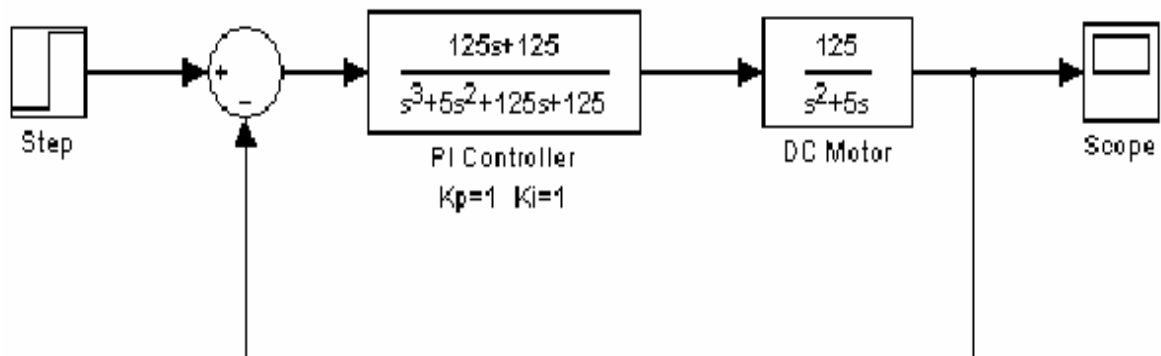 Step
+
−
125s+125
s³+5s²+125s+125
PI Controller
Kp=1 Ki=1
125
s²+5s
DC Motor
Scope